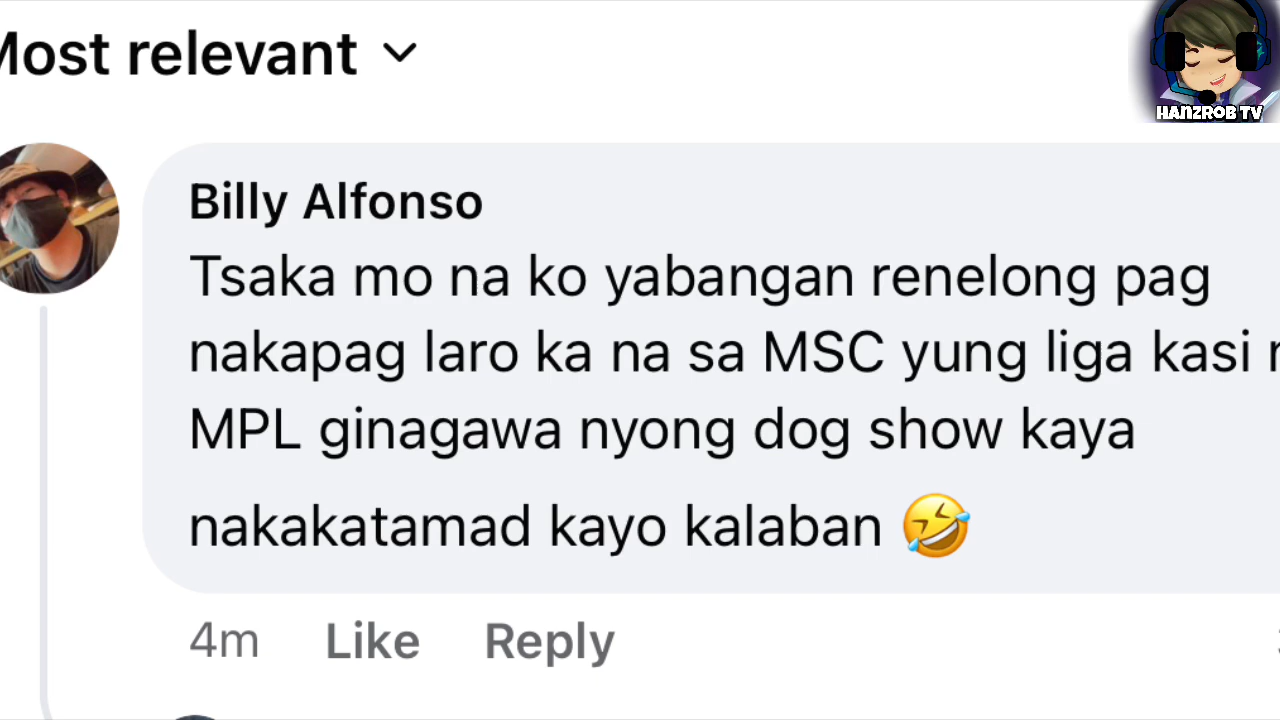 Most relevant
HANZROB TV
Billy Alfonso
Tsaka mo na ko yabangan renelong pag
nakapag laro ka na sa MSC yung liga kasi
MPL ginagawa nyong dog show kaya
nakakatamad kayo kalaban 🤣
4m Like Reply